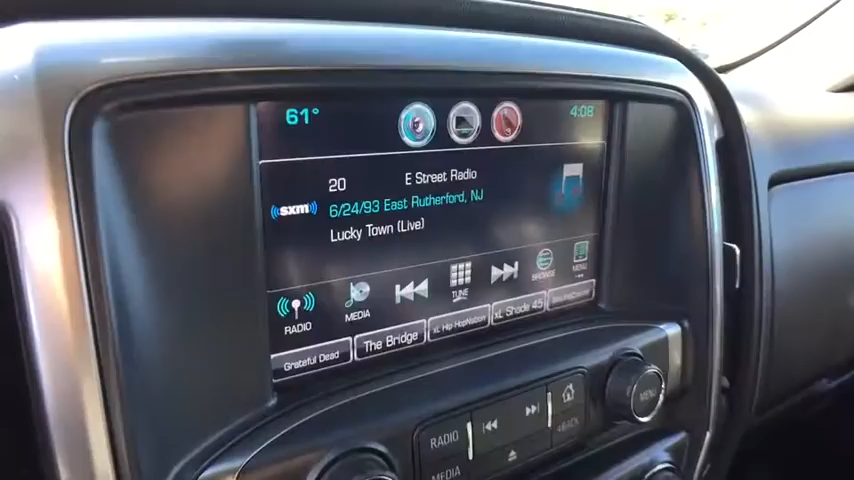 61°
4:08
20
E Street Radio
sxm
6/24/93 East Rutherford, NJ
Lucky Town (Live)
RADIO
MEDIA
TUNE
BROWSE
MENU
Grateful Dead
The Bridge
xL Hip-HopNation
xL Shade 45
RADIO
MEDIA
BACK
MENU